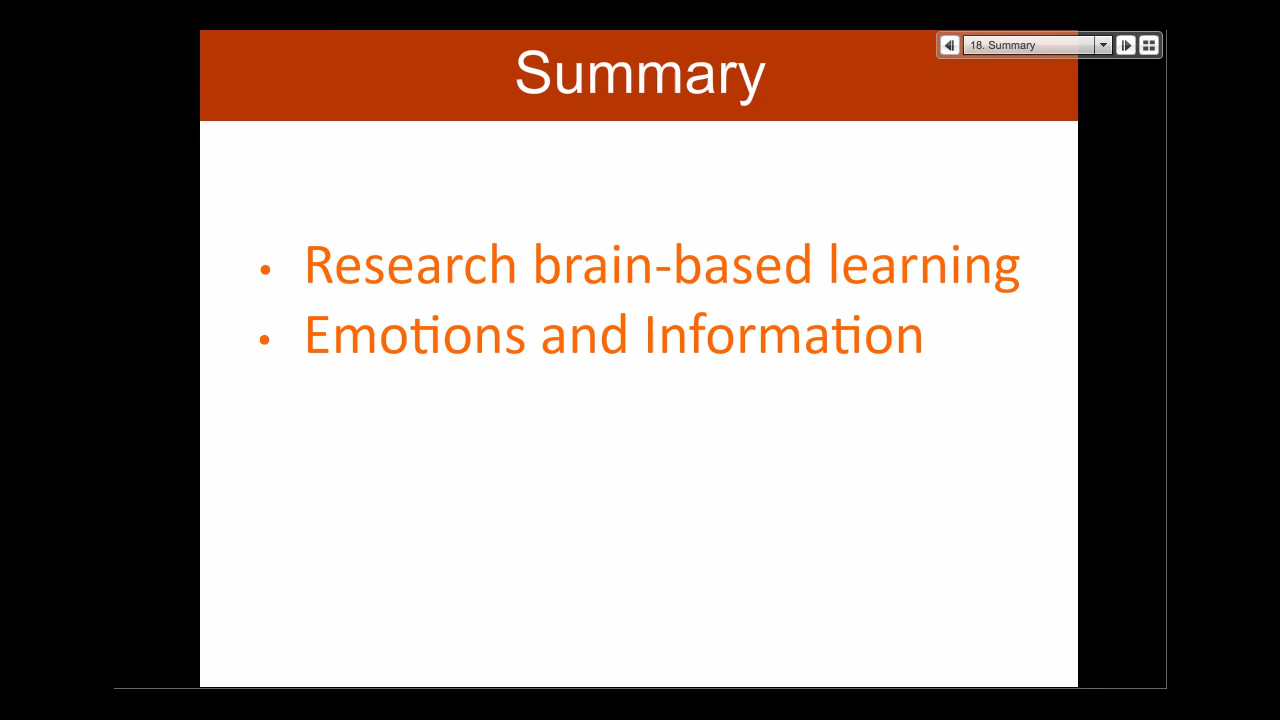 Summary
18. Summary
• Research brain-based learning
• Emotions and Information